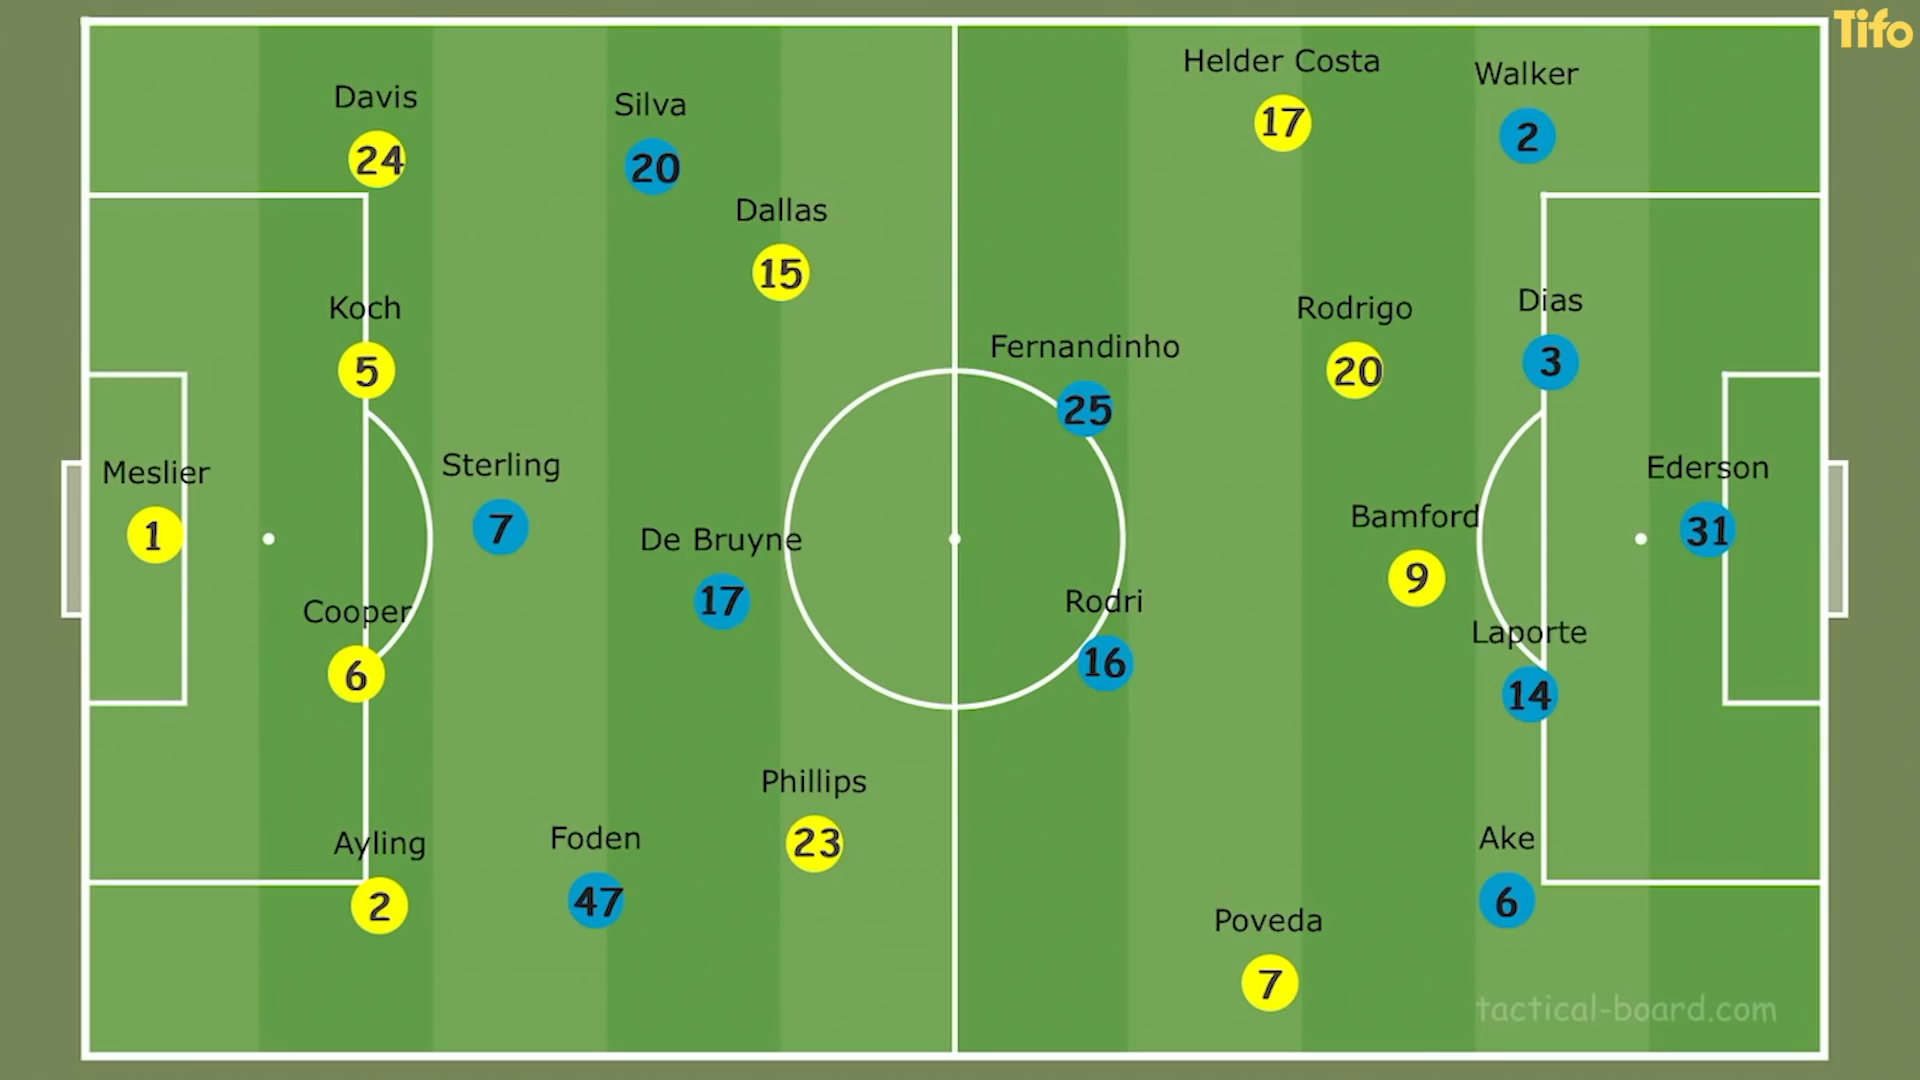 Tifo
Helder Costa
17
Walker
2
Davis
24
Silva
20
Dallas
15
Koch
5
Fernandinho
25
Rodrigo
20
Dias
3
Meslier
1
Sterling
7
De Bruyne
17
Rodri
16
Bamford
9
Ederson
31
Cooper
6
Laporte
14
Phillips
23
Ayling
2
Foden
47
Ake
6
Poveda
7
tactical-board.com